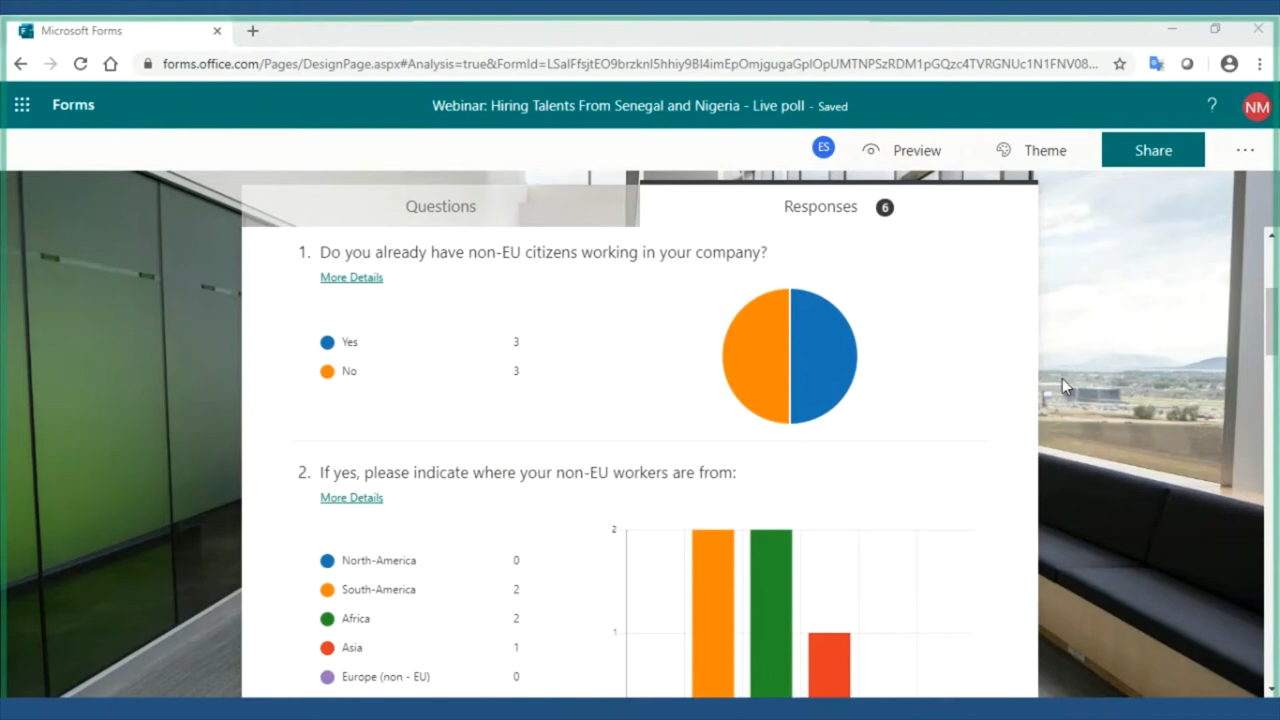 Microsoft Forms
forms.office.com/Pages/DesignPage.aspx#Analysis=true&FormId=
Forms
Webinar: Hiring Talents From Senegal and Nigeria - Live poll - Saved
?
NM
ES
Preview
Theme
Share
Questions
Responses 6
1. Do you already have non-EU citizens working in your company?
More Details
Yes 3
No 3
2. If yes, please indicate where your non-EU workers are from:
More Details
2
North-America 0
South-America 2
Africa 2
1
Asia 1
Europe (non - EU) 0